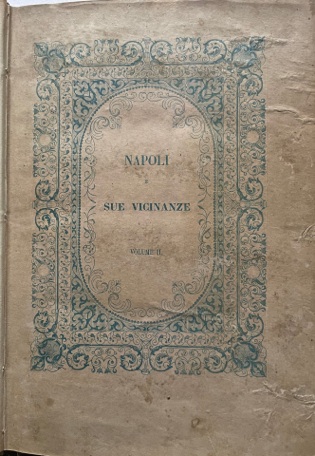 NAPOLI
SUE VICINANZE
VOLUME II.